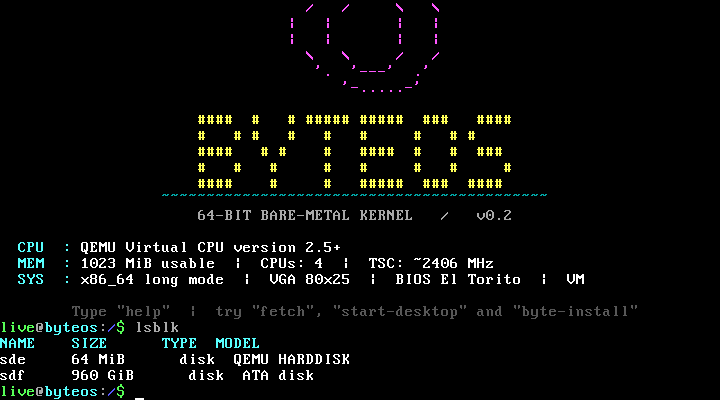 BYTEOS
64-BIT BARE-METAL KERNEL / v0.2
CPU : QEMU Virtual CPU version 2.5+
MEM : 1023 MiB usable ¦ CPUs: 4 ¦ TSC: ~2406 MHz
SYS : x86_64 long mode ¦ VGA 80x25 ¦ BIOS El Torito ¦ VM
Type "help" ¦ try "fetch", "start-desktop" and "byte-install"
live@byteos:/$ lsblk
NAME SIZE TYPE MODEL
sde 64 MiB disk QEMU HARDDISK
sdf 960 GiB disk ATA disk
live@byteos:/$ _